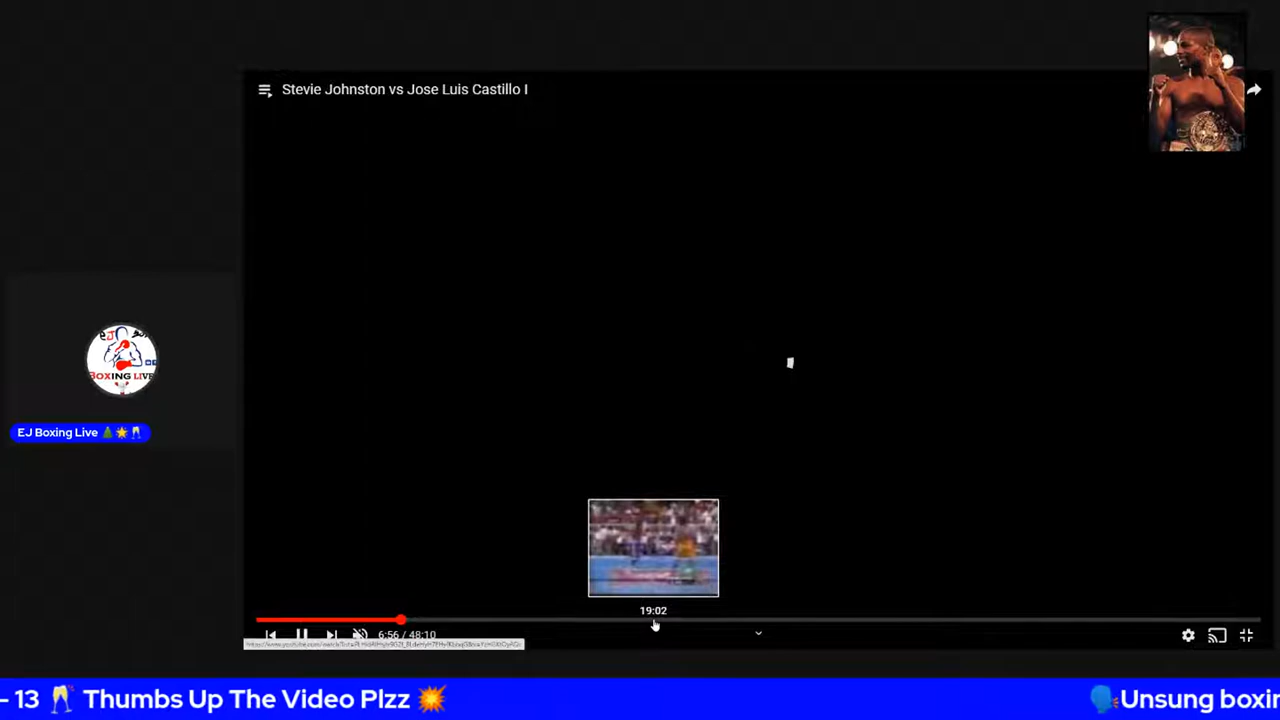 Stevie Johnston vs Jose Luis Castillo I
BOXING LIVE
EJ Boxing Live 🎄🌟🥂
19:02
6:56 / 48:10
- 13 🥂 Thumbs Up The Video Plzz 💥
🗣️Unsung boxin